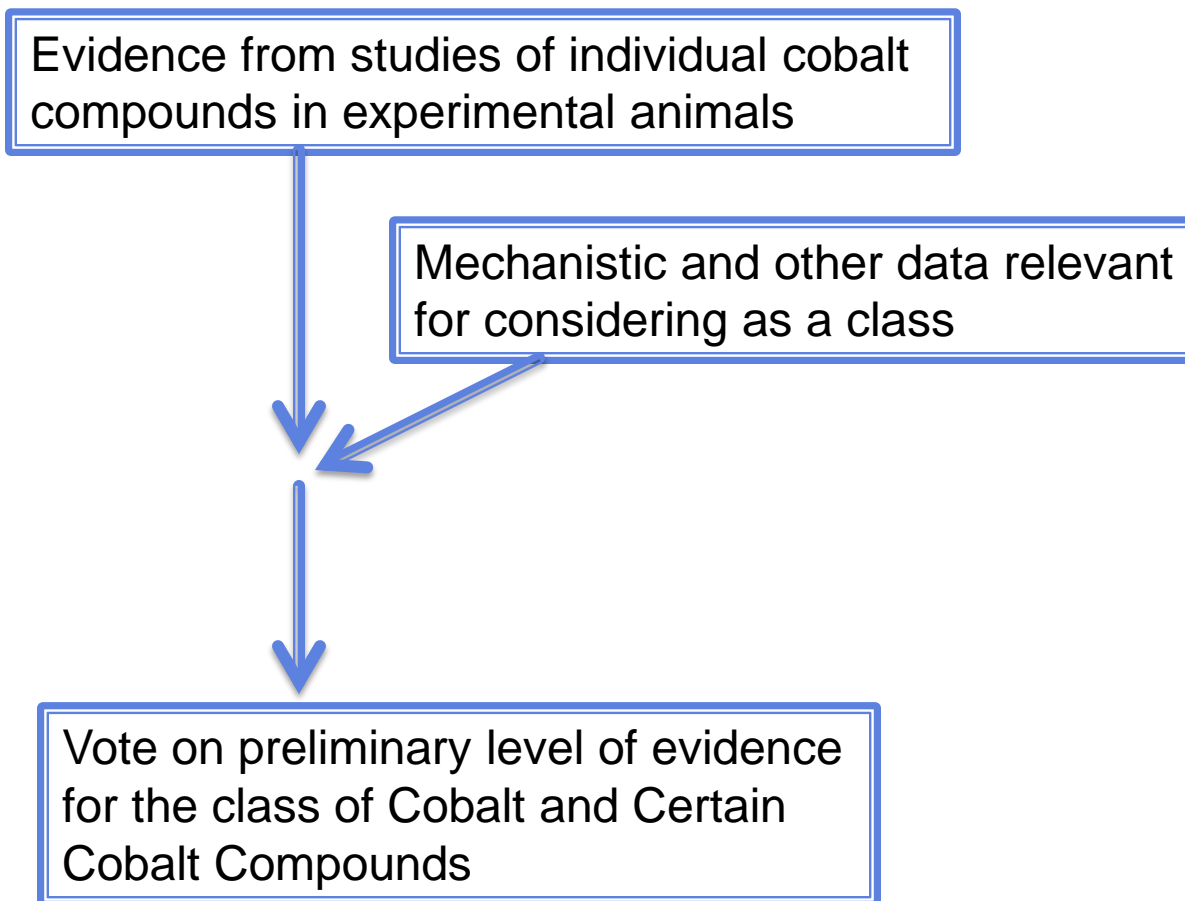 Evidence from studies of individual cobalt
compounds in experimental animals
Mechanistic and other data relevant
for considering as a class
Vote on preliminary level of evidence
for the class of Cobalt and Certain
Cobalt Compounds